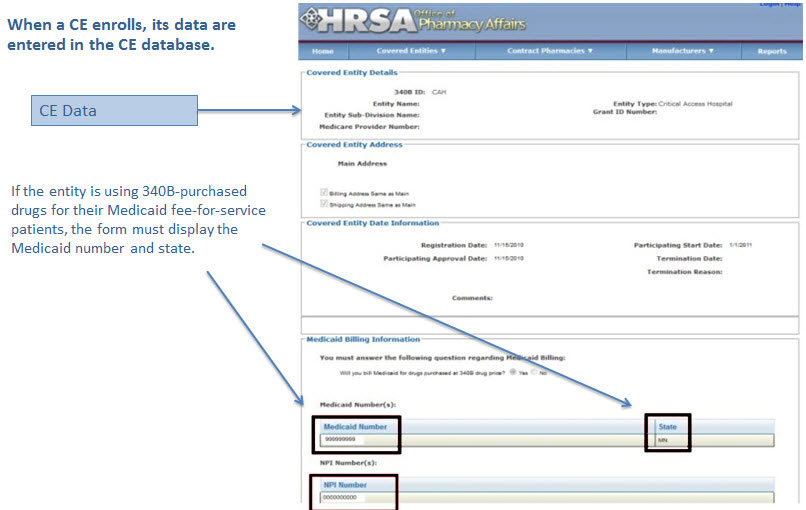 When a CE enrolls, its data are
entered in the CE database.
CE Data
If the entity is using 340B-purchased
drugs for their Medicaid fee-for-service
patients, the form must display the
Medicaid number and state.
Login | Help
HRSA Office of Pharmacy Affairs
Home Covered Entities ▼ Contract Pharmacies ▼ Manufacturers ▼ Reports
Covered Entity Details
340B ID: CAH
Entity Name: Entity Type: Critical Access Hospital
Entity Sub-Division Name: Grant ID Number:
Medicare Provider Number:
Covered Entity Address
Main Address
Billing Address Same as Main
Shipping Address Same as Main
Covered Entity Date Information
Registration Date: 11/15/2010 Participating Start Date: 1/1/2011
Participating Approval Date: 11/15/2010 Termination Date:
Termination Reason:
Comments:
Medicaid Billing Information
You must answer the following question regarding Medicaid Billing:
Will you bill Medicaid for drugs purchased at 340B drug price? Yes No
Medicaid Number(s):
Medicaid Number State
999999999 MN
NPI Number(s):
NPI Number
0000000000